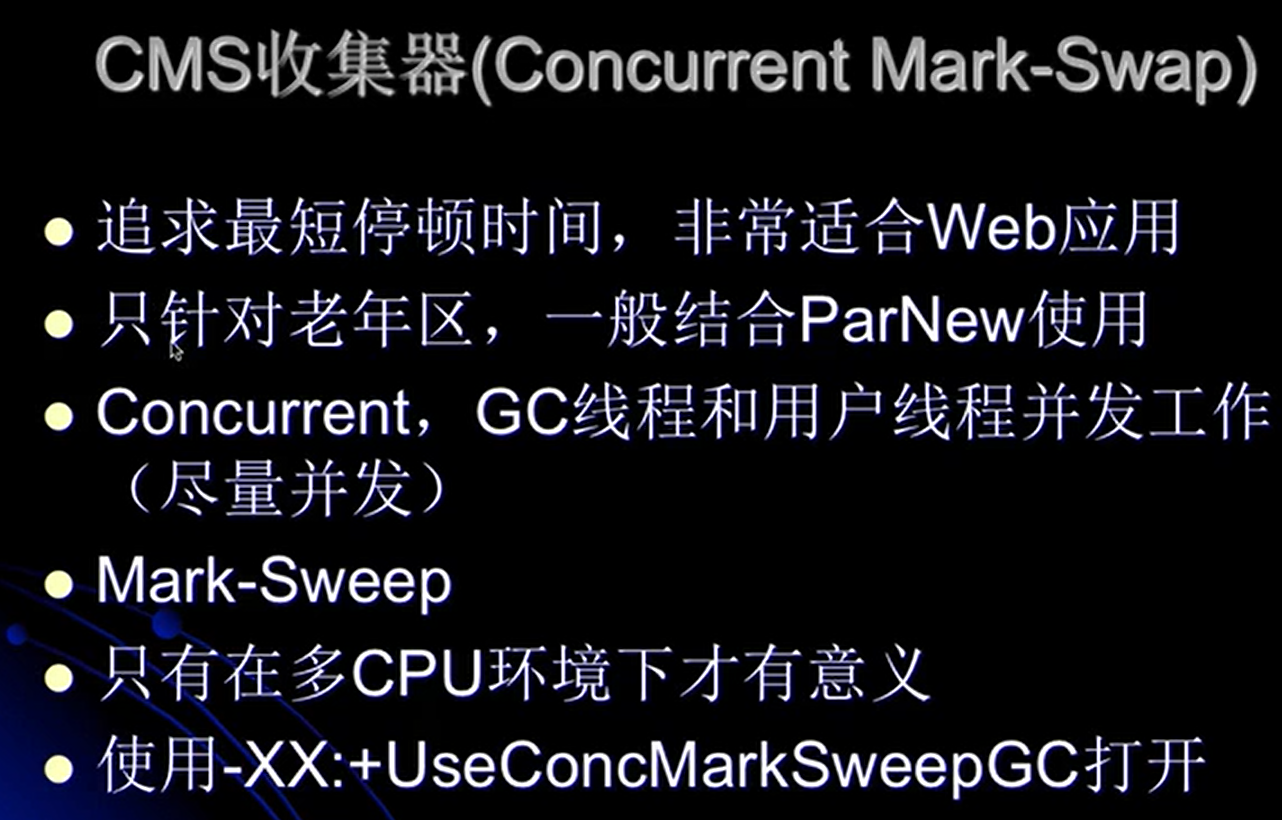 CMS收集器(Concurrent Mark-Swap)
追求最短停顿时间，非常适合Web应用
只针对老年区，一般结合ParNew使用
Concurrent，GC线程和用户线程并发工作
（尽量并发）
Mark-Sweep
只有在多CPU环境下才有意义
使用-XX:+UseConcMarkSweepGC打开